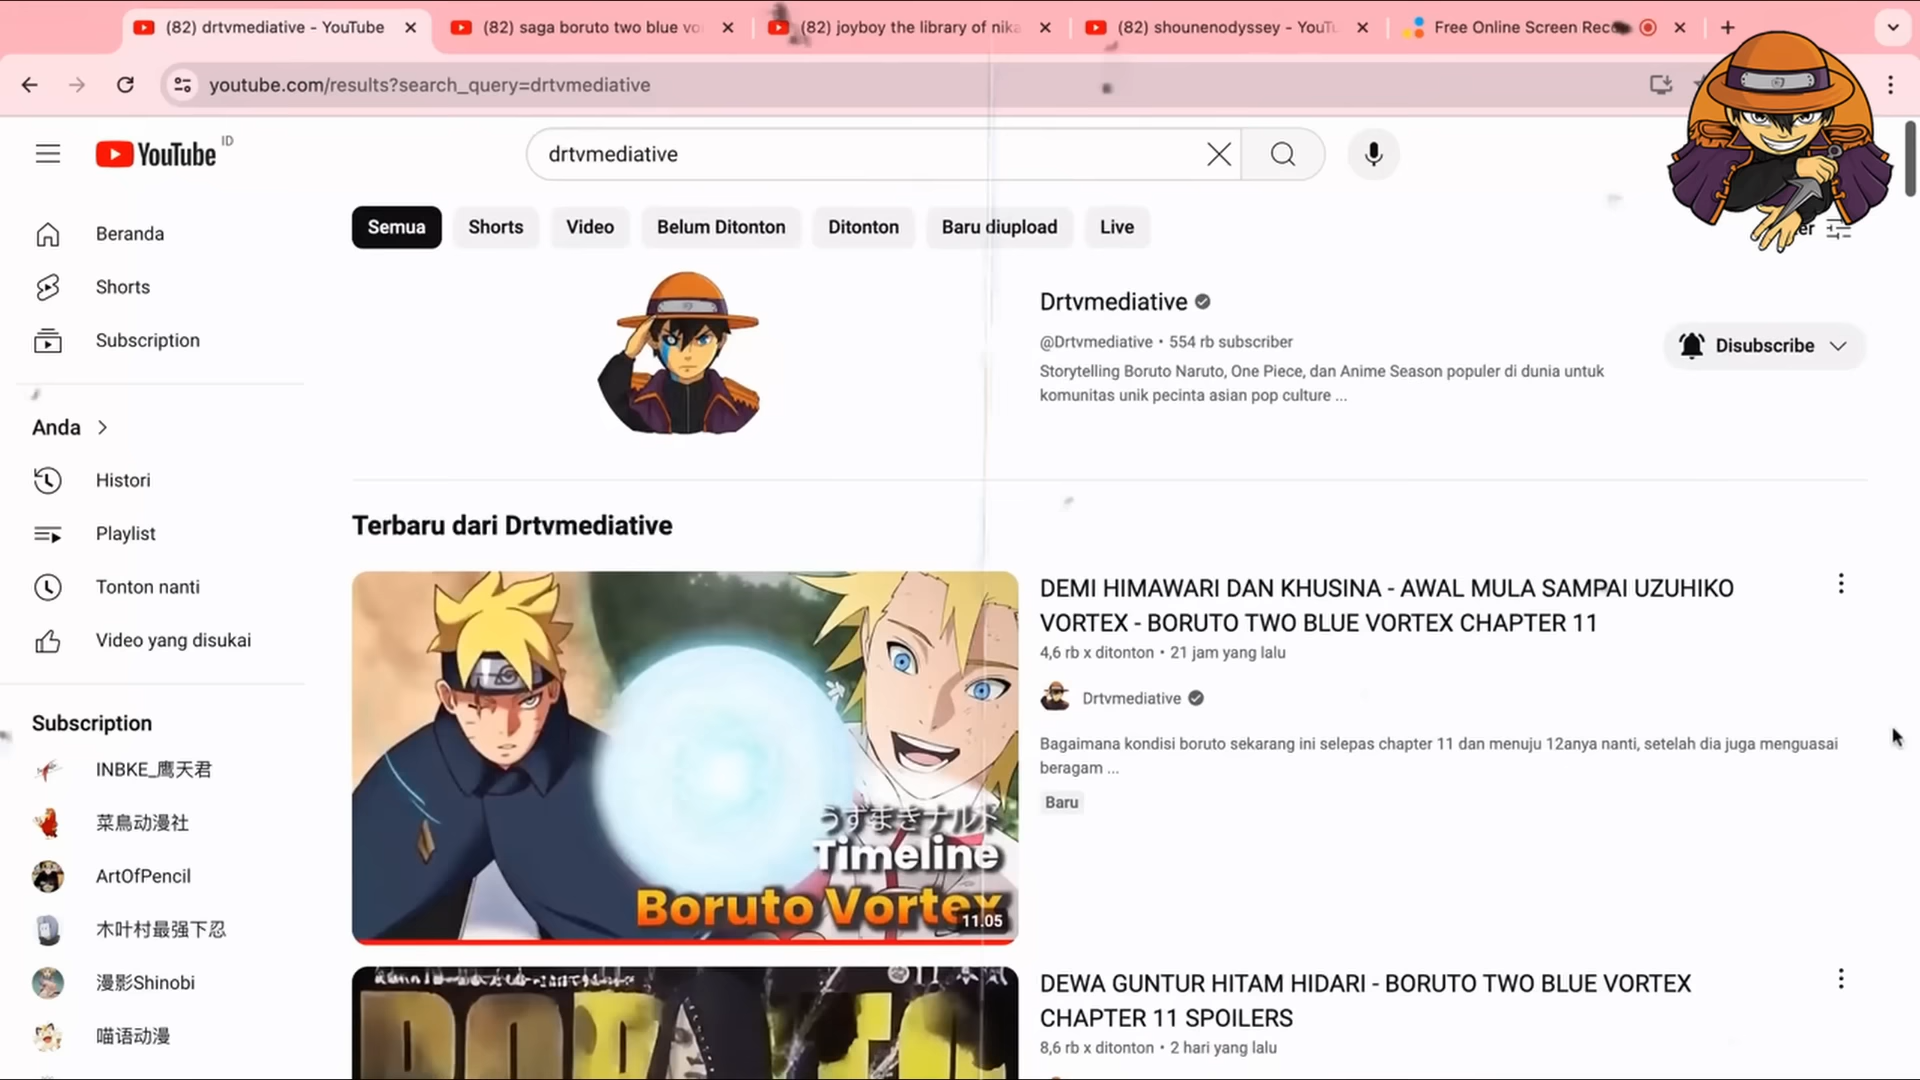 (82) drtvmediative - YouTube
(82) saga boruto two blue vo
(82) joyboy the library of nika
(82) shounenodyssey - YouTu
Free Online Screen Reco
youtube.com/results?search_query=drtvmediative
YouTube ID
drtvmediative
Semua
Shorts
Video
Belum Ditonton
Ditonton
Baru diupload
Live
Beranda
Shorts
Subscription
Anda
Histori
Playlist
Tonton nanti
Video yang disukai
Subscription
INBKE_鹰天君
菜鳥动漫社
ArtOfPencil
木叶村最强下忍
漫影Shinobi
喵语动漫
Drtvmediative
@Drtvmediative • 554 rb subscriber
Storytelling Boruto Naruto, One Piece, dan Anime Season populer di dunia untuk
komunitas unik pecinta asian pop culture ...
Disubscribe
Terbaru dari Drtvmediative
うずまきナルト
Timeline
Boruto Vortex
11.05
DEMI HIMAWARI DAN KHUSINA - AWAL MULA SAMPAI UZUHIKO
VORTEX - BORUTO TWO BLUE VORTEX CHAPTER 11
4,6 rb x ditonton • 21 jam yang lalu
Drtvmediative
Bagaimana kondisi boruto sekarang ini selepas chapter 11 dan menuju 12anya nanti, setelah dia juga menguasai
beragam ...
Baru
BORUTO
DEWA GUNTUR HITAM HIDARI - BORUTO TWO BLUE VORTEX
CHAPTER 11 SPOILERS
8,6 rb x ditonton • 2 hari yang lalu